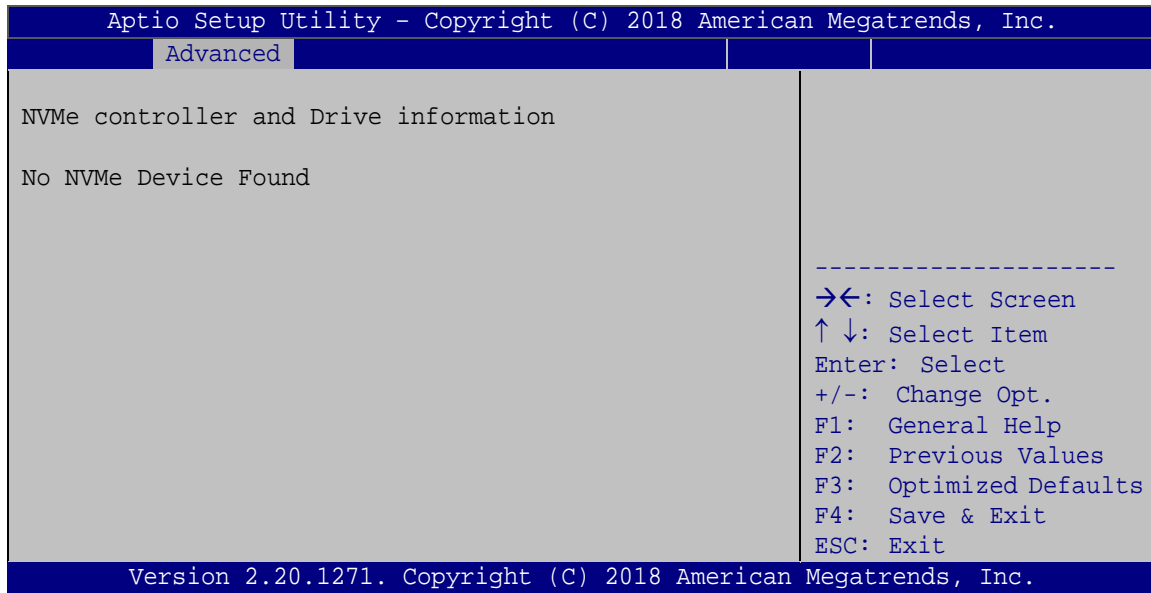 Aptio Setup Utility – Copyright (C) 2018 American Megatrends, Inc.
Advanced
NVMe controller and Drive information
No NVMe Device Found
---------------------
→←: Select Screen
↑ ↓: Select Item
Enter: Select
+/-: Change Opt.
F1: General Help
F2: Previous Values
F3: Optimized Defaults
F4: Save & Exit
ESC: Exit
Version 2.20.1271. Copyright (C) 2018 American Megatrends, Inc.